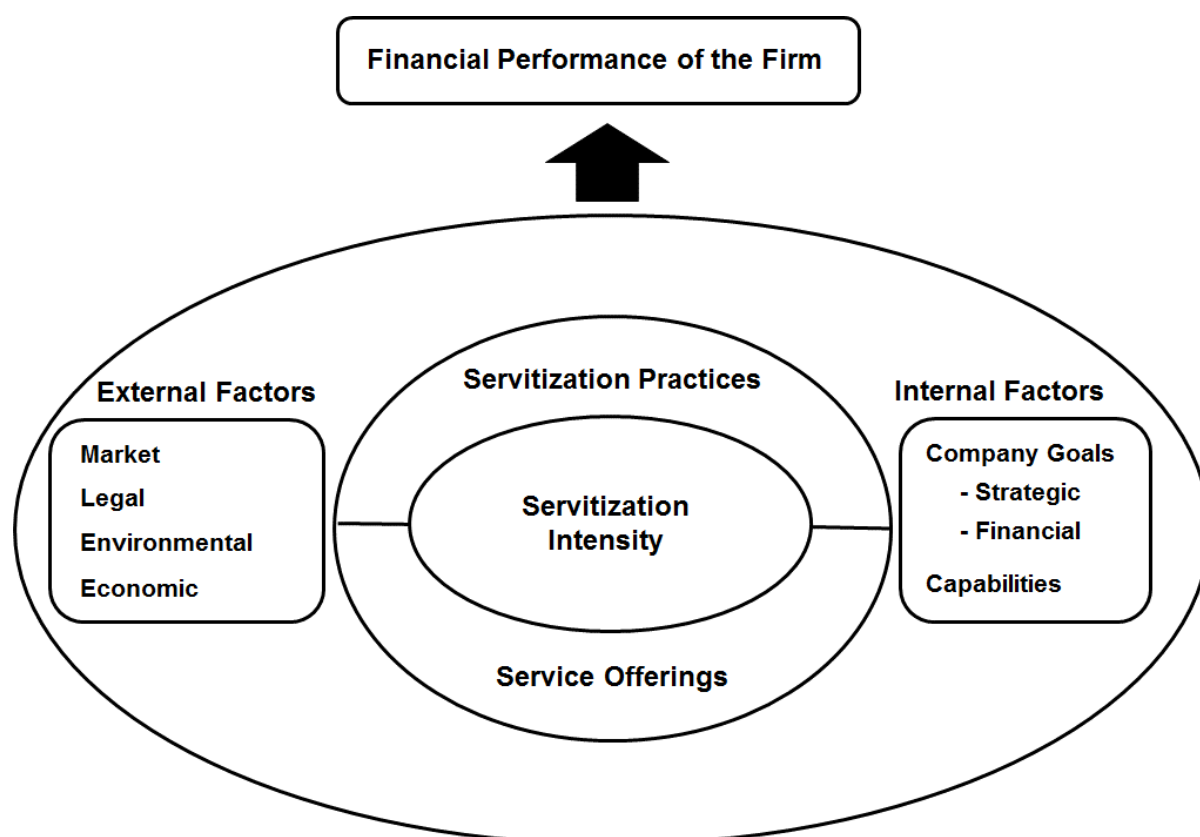 Financial Performance of the Firm
Servitization Practices
External Factors
Market
Legal
Environmental
Economic
Servitization
Intensity
Internal Factors
Company Goals
- Strategic
- Financial
Capabilities
Service Offerings